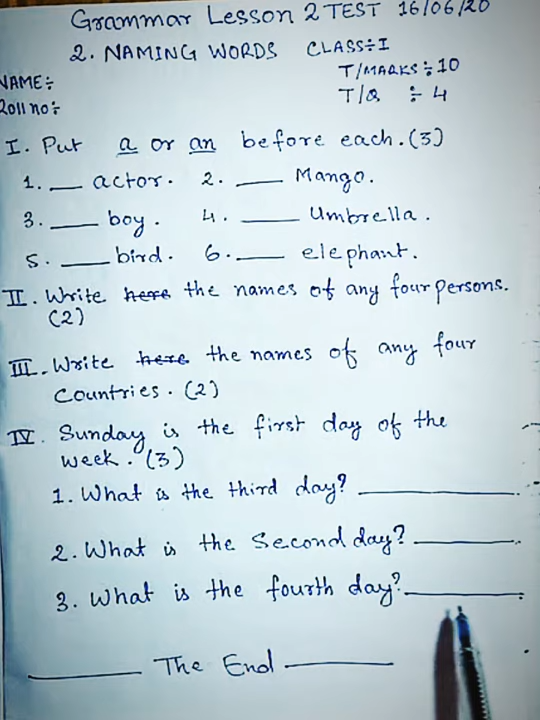 Grammar Lesson 2 TEST 16/06/20
2. NAMING WORDS CLASS÷I
NAME÷ T/MARKS÷10
Roll no÷ T/Q ÷ 4
I. Put a or an before each. (3)
1. ___ actor. 2. ___ Mango.
3. ___ boy. 4. ___ Umbrella.
5. ___ bird. 6. ___ elephant.
II. Write here the names of any four persons.
(2)
III. Write here the names of any four
Countries. (2)
IV. Sunday is the first day of the
week. (3)
1. What is the third day? ___.
2. What is the Second day? ___.
3. What is the fourth day? ___.
___ The End ___